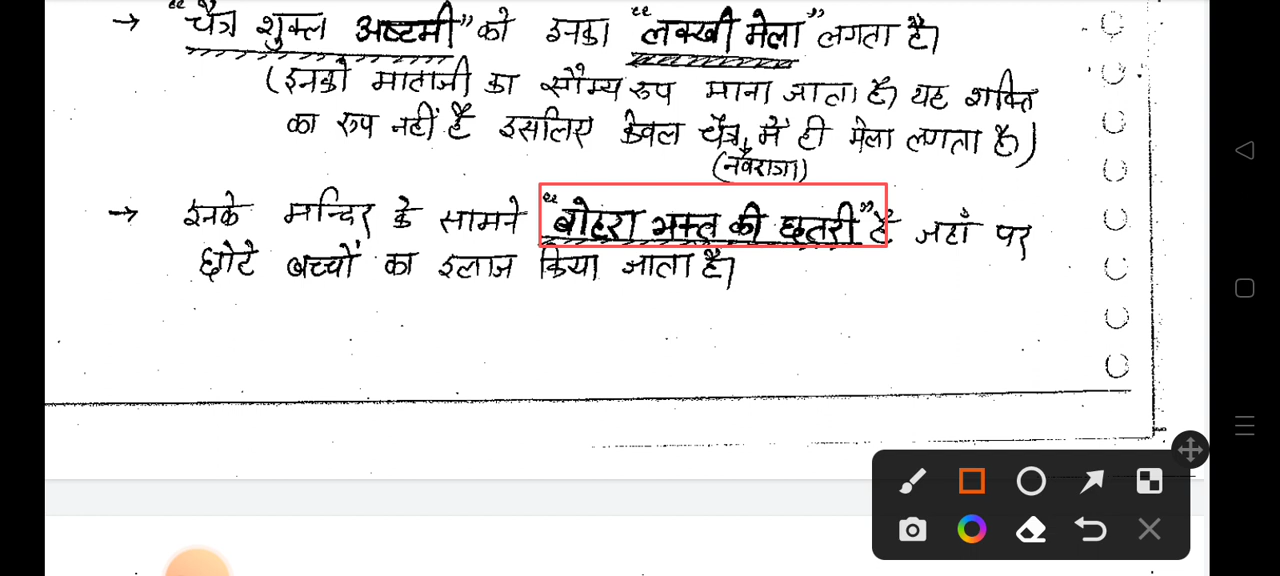 → "चैत्र शुक्ल अष्टमी" को इनका "लक्खी मेला" लगता है।
(इनको माताजी का सौम्य रूप माना जाता है। यह शक्ति
का रूप नहीं है इसलिए केवल चैत्र में ही मेला लगता है।)
(नवरात्रा)
→ इनके मन्दिर के सामने "बोहरा भक्त की छतरी" है जहाँ पर
छोटे बच्चों का इलाज किया जाता है।